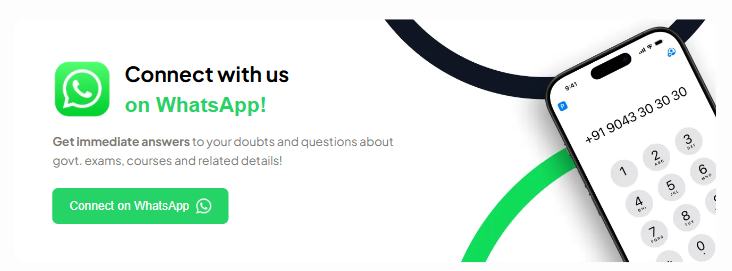 Connect with us
on WhatsApp!
Get immediate answers to your doubts and questions about
govt. exams, courses and related details!
Connect on WhatsApp
9:41
P
+91 9043 30 30 30
1
2 ABC
3 DEF
4 GHI
5 JKL
6 MNO
7 PQRS
8 TUV
0